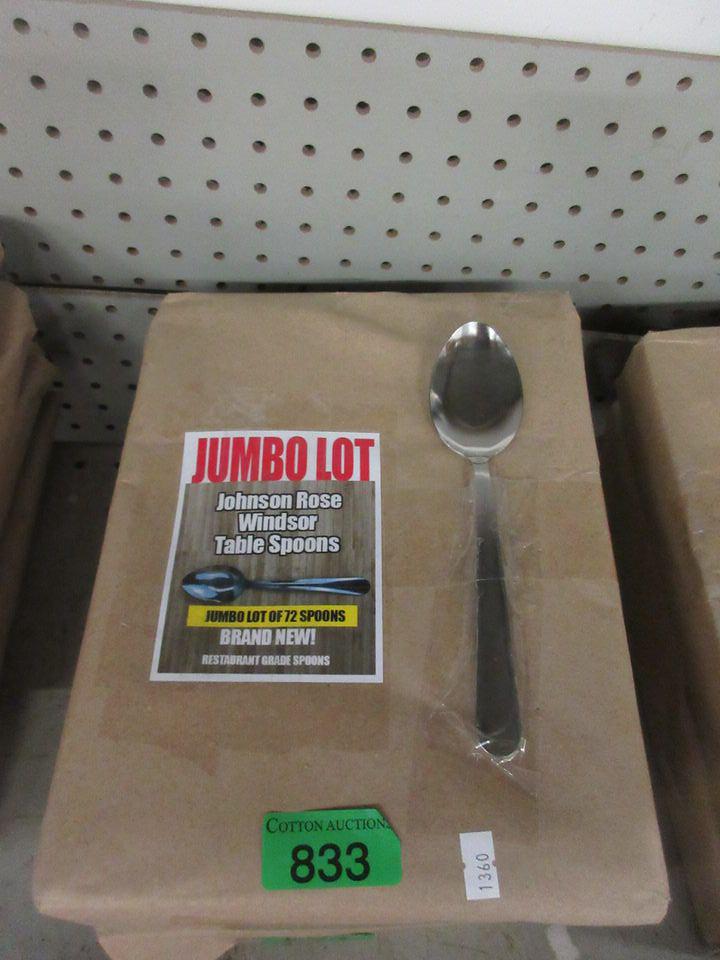 JUMBO LOT
Johnson Rose
Windsor
Table Spoons
JUMBO LOT OF 72 SPOONS
BRAND NEW!
RESTAURANT GRADE SPOONS
COTTON AUCTIONS
833
1360